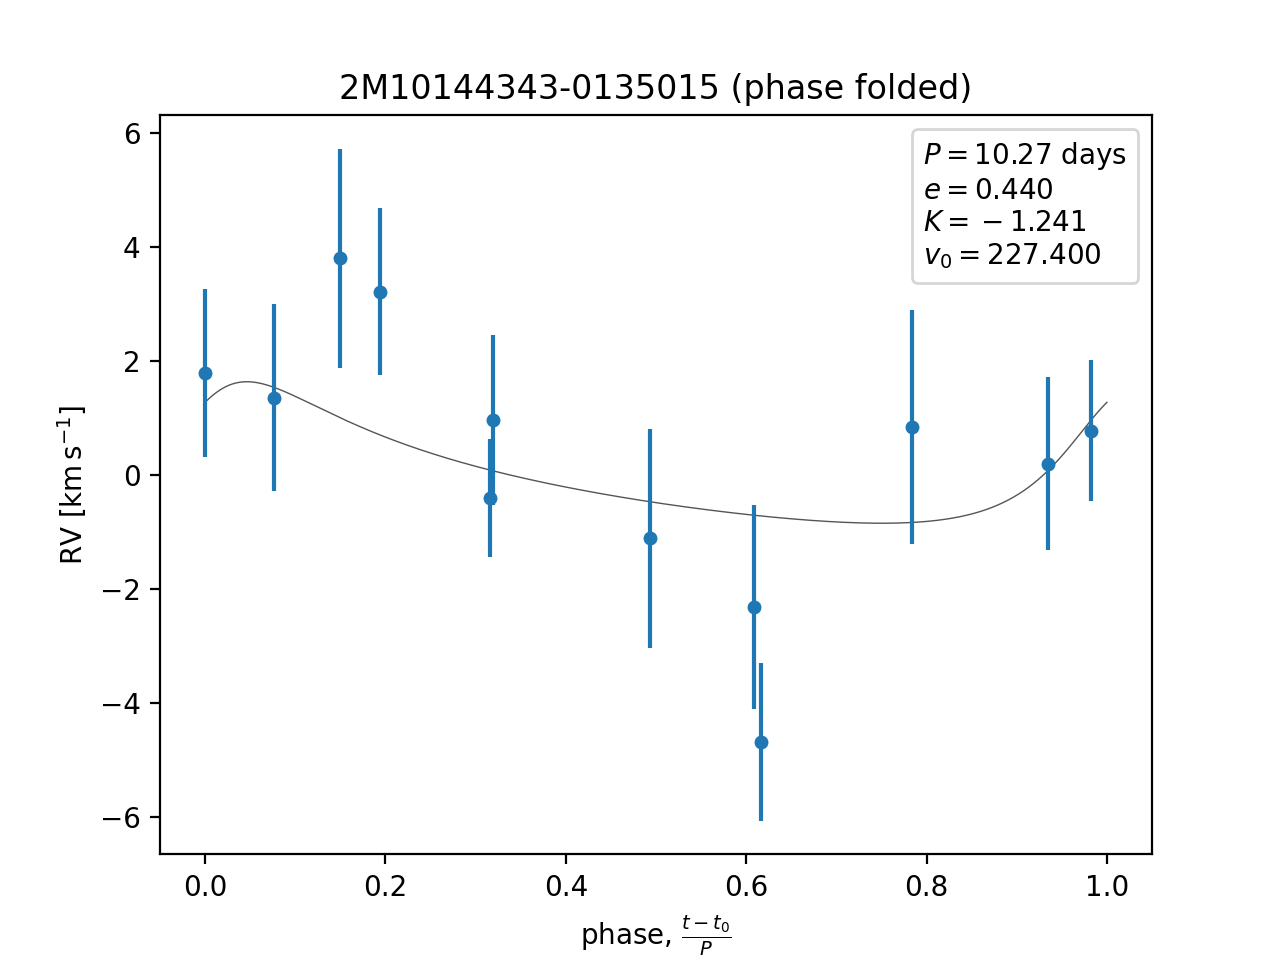 2M10144343-0135015 (phase folded)
P = 10.27 days
e = 0.440
K = −1.241
v₀ = 227.400
6
4
2
0
−2
−4
−6
RV [km s⁻¹]
0.0 0.2 0.4 0.6 0.8 1.0
phase, (t − t₀)/P